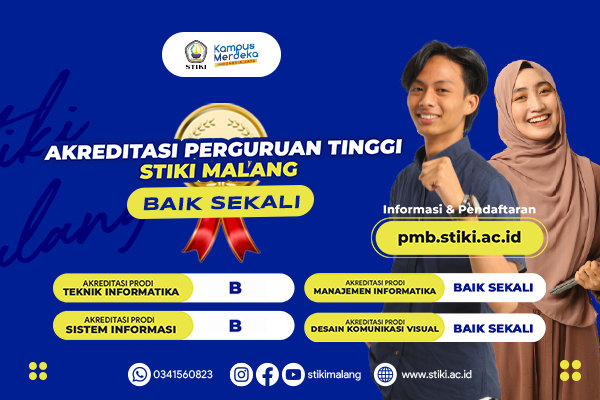 STIKI
Kampus
Merdeka
INDONESIA JAYA
stiki
malang
AKREDITASI PERGURUAN TINGGI
STIKI MALANG
BAIK SEKALI
Informasi & Pendaftaran
pmb.stiki.ac.id
AKREDITASI PRODI
TEKNIK INFORMATIKA
B
AKREDITASI PRODI
MANAJEMEN INFORMATIKA
BAIK SEKALI
AKREDITASI PRODI
SISTEM INFORMASI
B
AKREDITASI PRODI
DESAIN KOMUNIKASI VISUAL
BAIK SEKALI
0341560823
stikimalang
www.stiki.ac.id